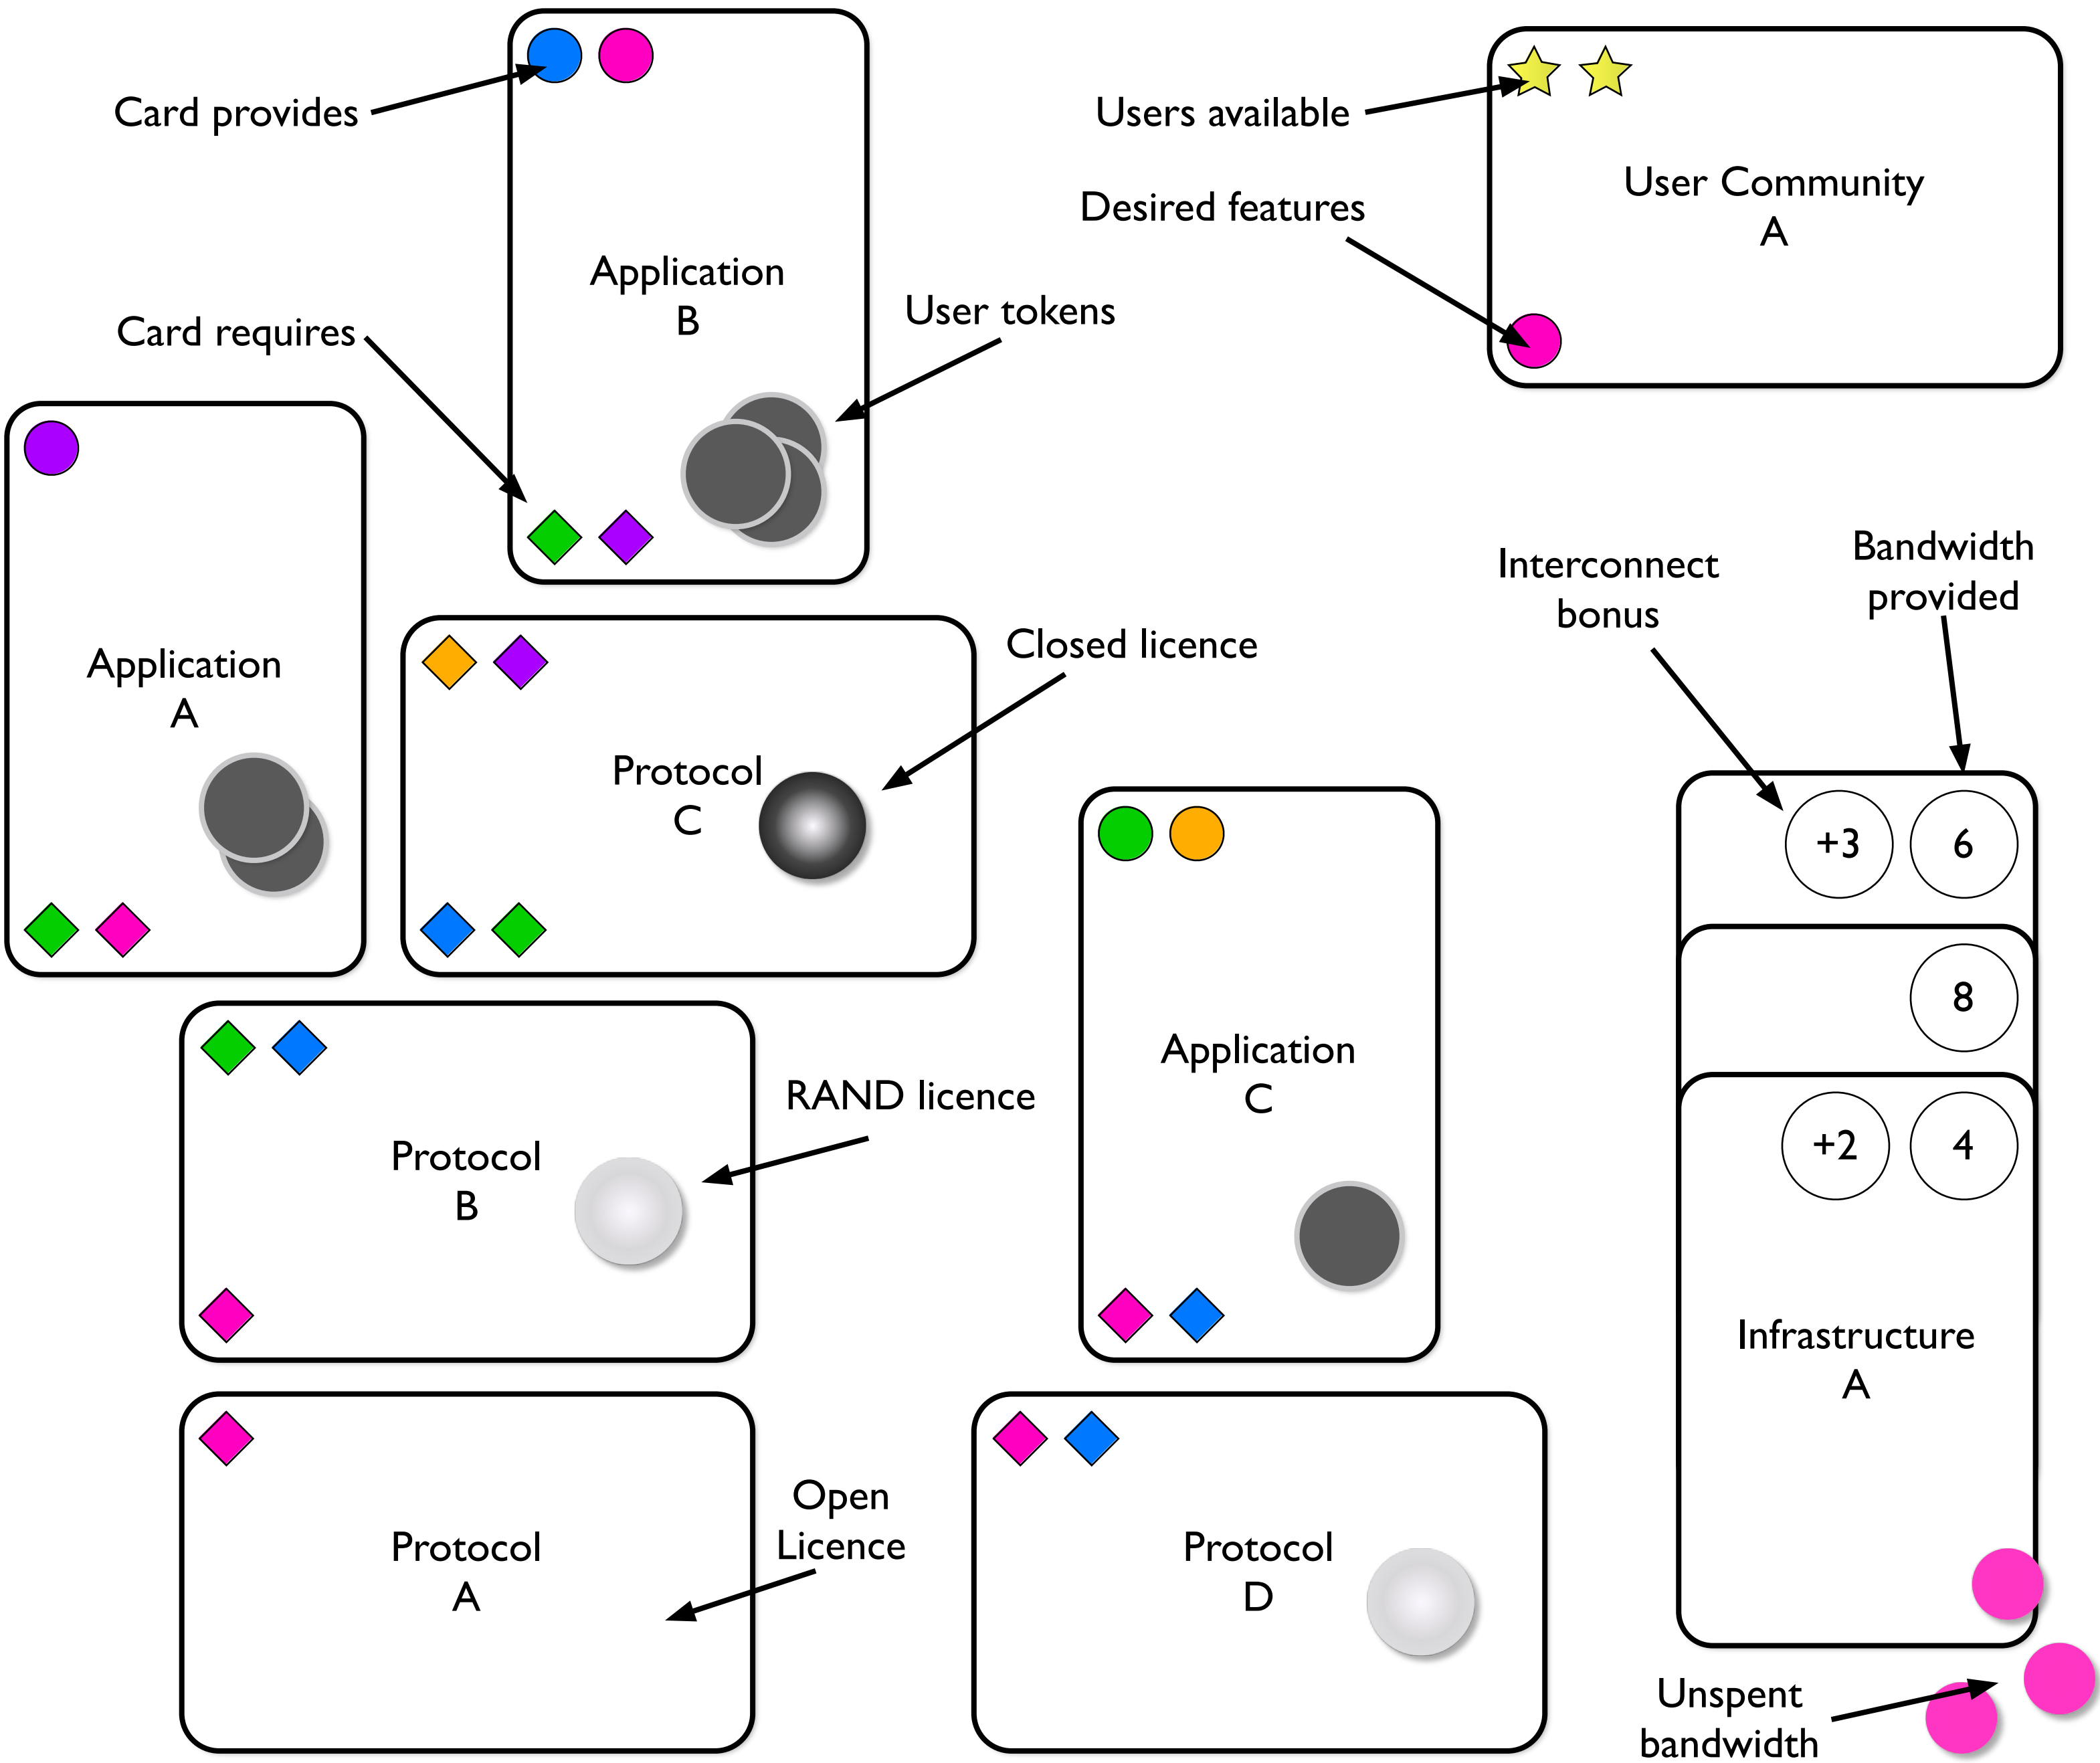 Card provides
Users available
User Community
A
Desired features
Application
B
User tokens
Card requires
Interconnect
bonus
Bandwidth
provided
Application
A
Closed licence
Protocol
C
+3
6
8
Application
C
RAND licence
Protocol
B
+2
4
Infrastructure
A
Open
Licence
Protocol
A
Protocol
D
Unspent
bandwidth